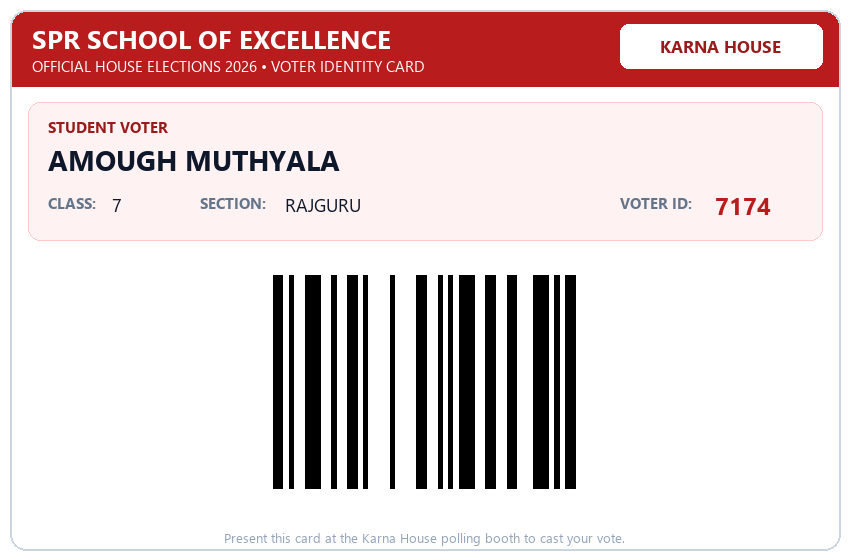 SPR SCHOOL OF EXCELLENCE
OFFICIAL HOUSE ELECTIONS 2026 • VOTER IDENTITY CARD
KARNA HOUSE
STUDENT VOTER
AMOUGH MUTHYALA
CLASS: 7 SECTION: RAJGURU VOTER ID: 7174
Present this card at the Karna House polling booth to cast your vote.